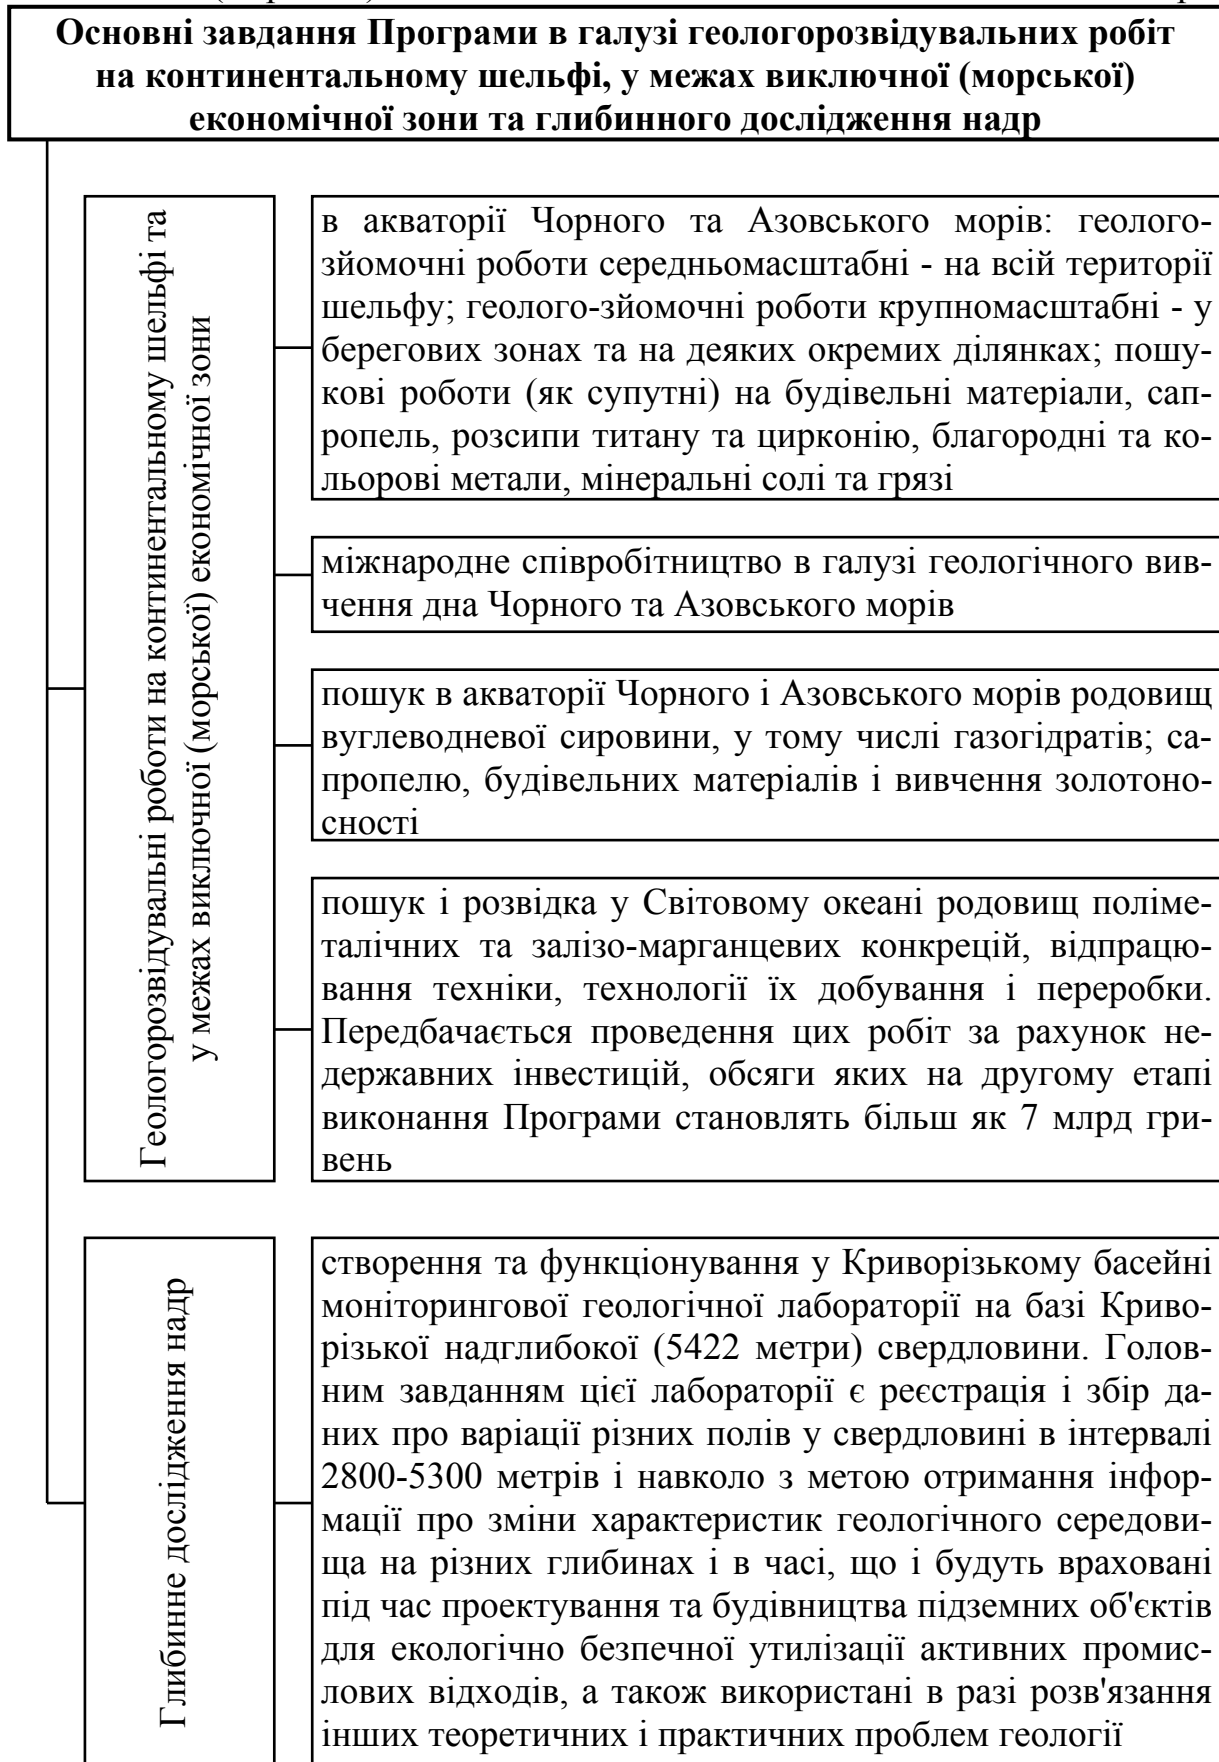 Основні завдання Програми в галузі геологорозвідувальних робіт
на континентальному шельфі, у межах виключної (морської)
економічної зони та глибинного дослідження надр
Геологорозвідувальні роботи на континентальному шельфі та
у межах виключної (морської) економічної зони
в акваторії Чорного та Азовського морів: геолого-
зйомочні роботи середньомасштабні - на всій території
шельфу; геолого-зйомочні роботи крупномасштабні - у
берегових зонах та на деяких окремих ділянках; пошу-
кові роботи (як супутні) на будівельні матеріали, сап-
ропель, розсипи титану та цирконію, благородні та ко-
льорові метали, мінеральні солі та грязі
міжнародне співробітництво в галузі геологічного вив-
чення дна Чорного та Азовського морів
пошук в акваторії Чорного і Азовського морів родовищ
вуглеводневої сировини, у тому числі газогідратів; са-
пропелю, будівельних матеріалів і вивчення золотоно-
сності
пошук і розвідка у Світовому океані родовищ поліме-
талічних та залізо-марганцевих конкрецій, відпрацю-
вання техніки, технології їх добування і переробки.
Передбачається проведення цих робіт за рахунок не-
державних інвестицій, обсяги яких на другому етапі
виконання Програми становлять більш як 7 млрд гри-
вень
Глибинне дослідження надр
створення та функціонування у Криворізькому басейні
моніторингової геологічної лабораторії на базі Криво-
різької надглибокої (5422 метри) свердловини. Голов-
ним завданням цієї лабораторії є реєстрація і збір да-
них про варіації різних полів у свердловині в інтервалі
2800-5300 метрів і навколо з метою отримання інфор-
мації про зміни характеристик геологічного середови-
ща на різних глибинах і в часі, що і будуть враховані
під час проектування та будівництва підземних об'єктів
для екологічно безпечної утилізації активних промис-
лових відходів, а також використані в разі розв'язання
інших теоретичних і практичних проблем геології